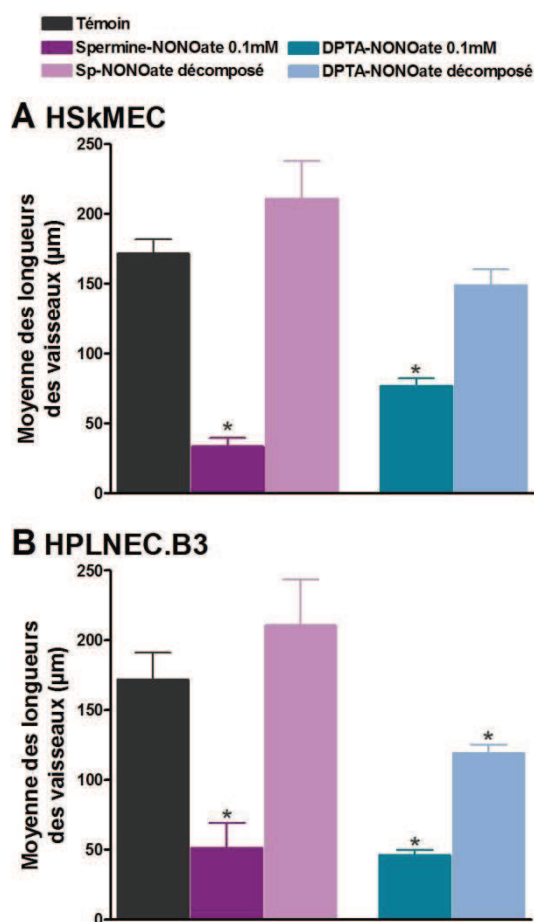 Témoin
Spermine-NONOate 0.1mM DPTA-NONOate 0.1mM
Sp-NONOate décomposé DPTA-NONOate décomposé
A HSkMEC
Moyenne des longueurs
des vaisseaux (µm)
250
200
150
100
50
0
*
*
B HPLNEC.B3
Moyenne des longueurs
des vaisseaux (µm)
250
200
150
100
50
0
*
*
*